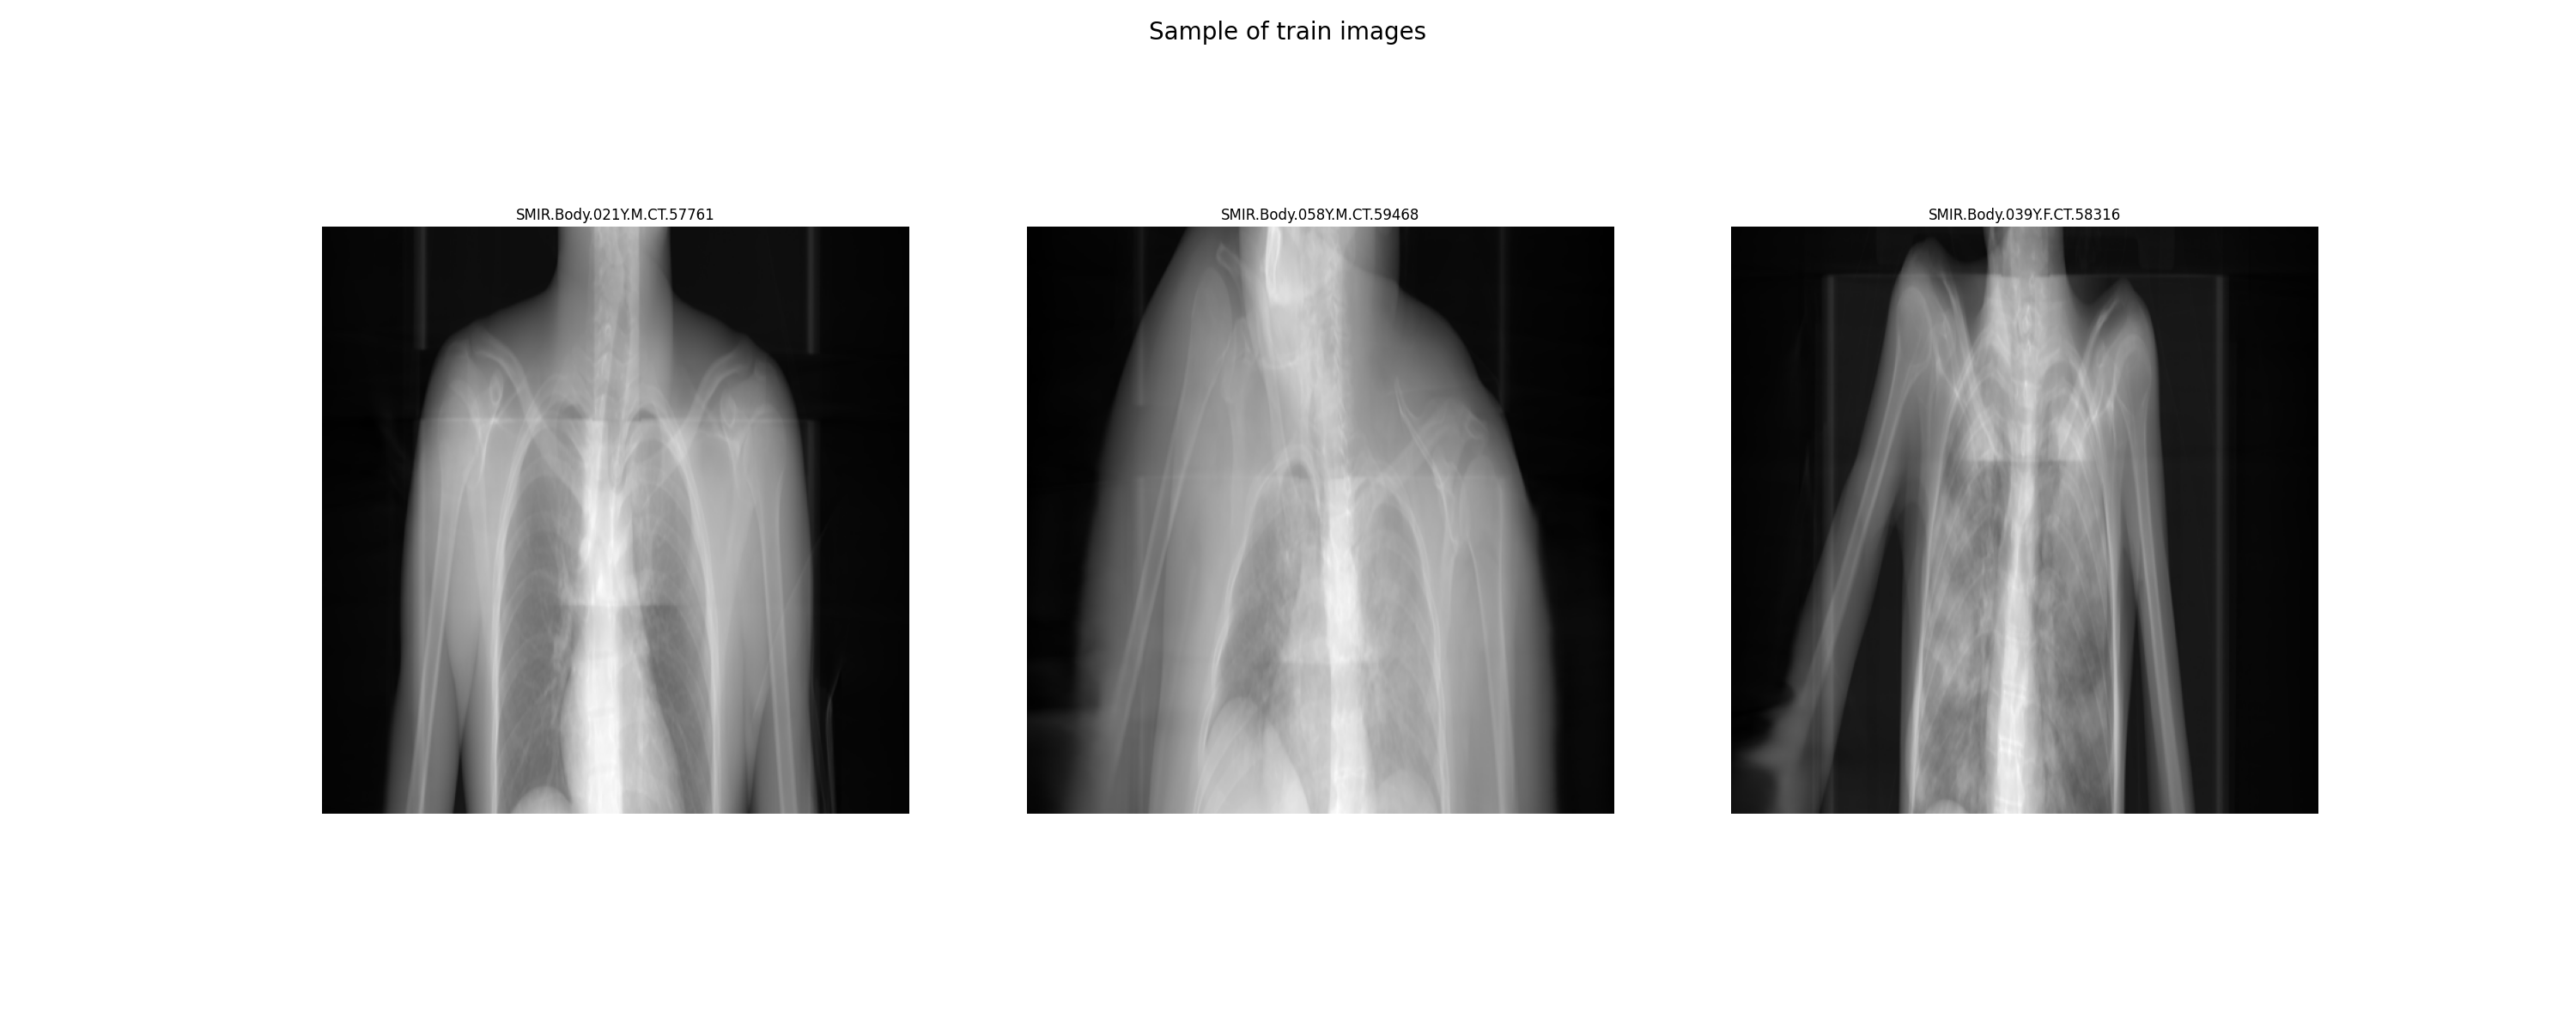 Sample of train images
SMIR.Body.021Y.M.CT.57761
SMIR.Body.058Y.M.CT.59468
SMIR.Body.039Y.F.CT.58316